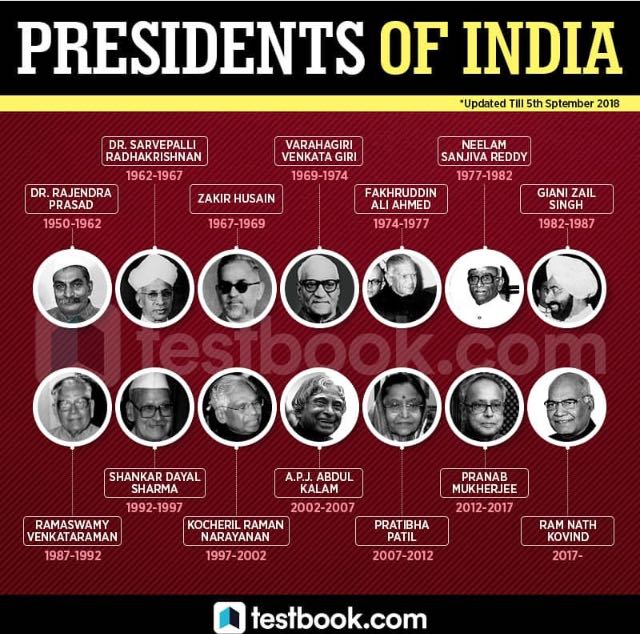 PRESIDENTS OF INDIA
*Updated Till 5th Sptember 2018
DR. SARVEPALLI
RADHAKRISHNAN
1962-1967
VARAHAGIRI
VENKATA GIRI
1969-1974
NEELAM
SANJIVA REDDY
1977-1982
DR. RAJENDRA
PRASAD
1950-1962
ZAKIR HUSAIN
1967-1969
FAKHRUDDIN
ALI AHMED
1974-1977
GIANI ZAIL
SINGH
1982-1987
testbook.com
SHANKAR DAYAL
SHARMA
1992-1997
A.P.J. ABDUL
KALAM
2002-2007
PRANAB
MUKHERJEE
2012-2017
RAMASWAMY
VENKATARAMAN
1987-1992
KOCHERIL RAMAN
NARAYANAN
1997-2002
PRATIBHA
PATIL
2007-2012
RAM NATH
KOVIND
2017-
testbook.com